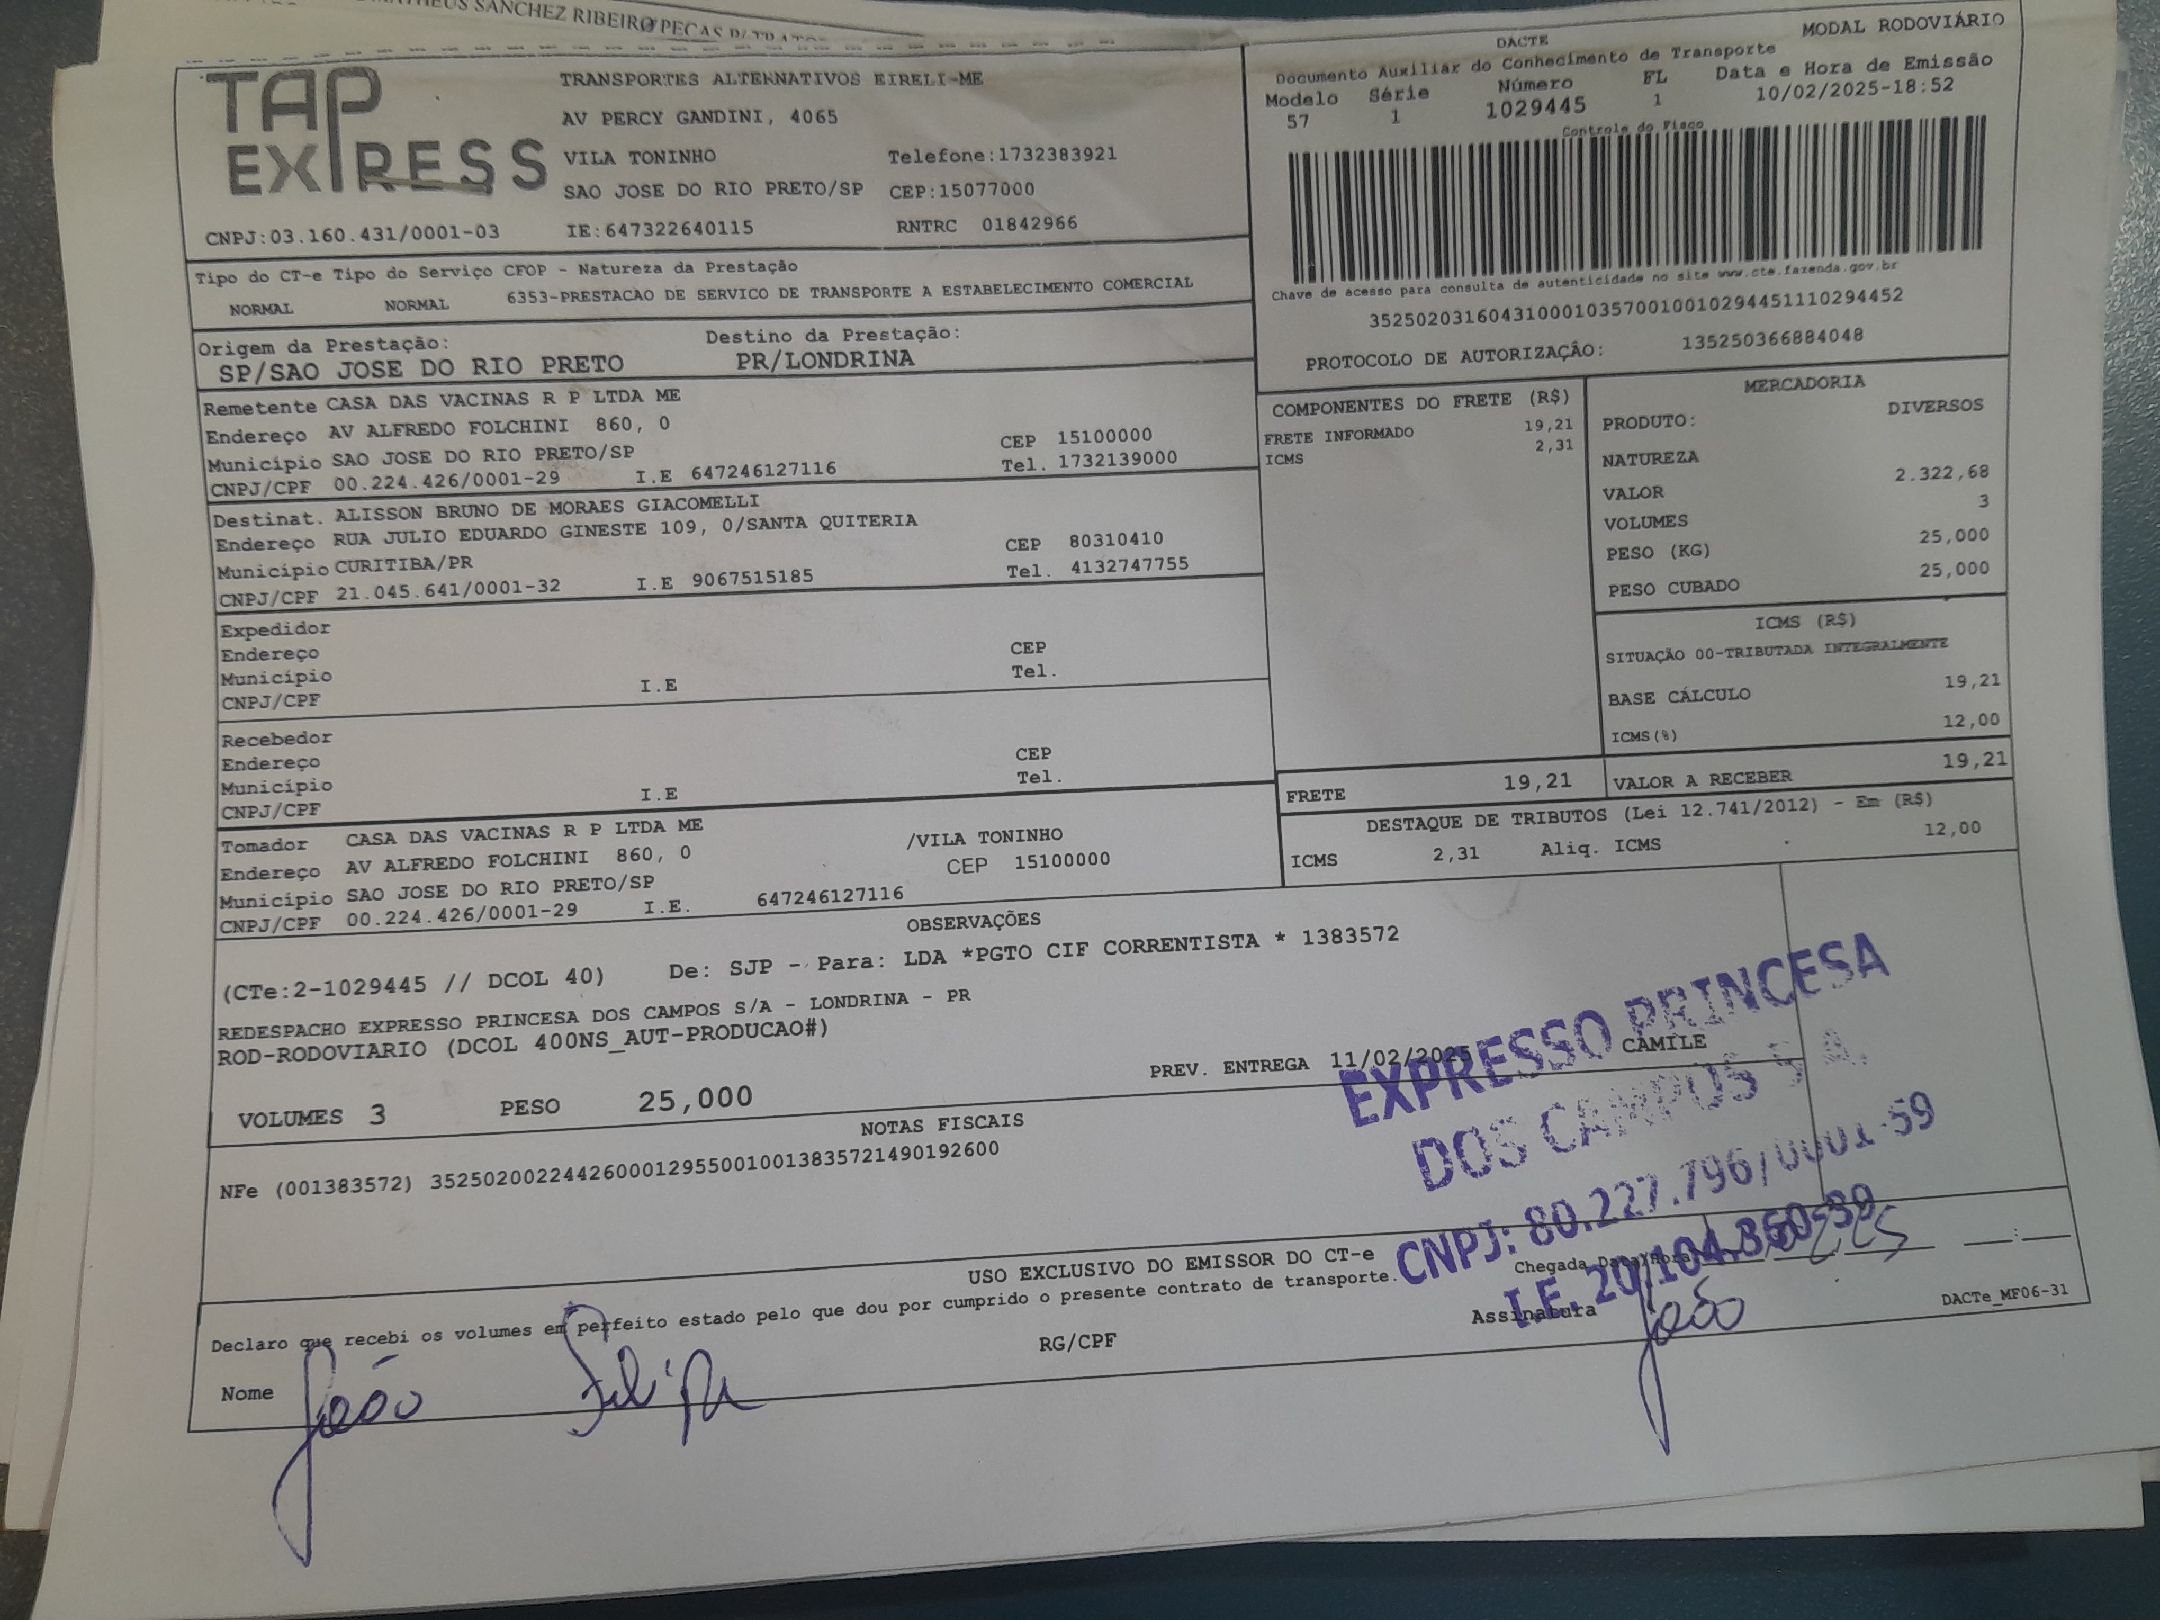 MATHEUS SANCHEZ RIBEIRO PEÇAS P/ TRATOR
TAP EXPRESS
TRANSPORTES ALTERNATIVOS EIRELI-ME
AV PERCY GANDINI, 4065
VILA TONINHO Telefone:1732383921
SAO JOSE DO RIO PRETO/SP CEP:15077000
CNPJ:03.160.431/0001-03 IE:647322640115 RNTRC 01842966
DACTE MODAL RODOVIÁRIO
Documento Auxiliar do Conhecimento de Transporte
Modelo Série Número FL Data e Hora de Emissão
57 1 1029445 1 10/02/2025-18:52
Controle do Fisco
Chave de acesso para consulta de autenticidade no site www.cte.fazenda.gov.br
35250203160431000103570010010294451110294452
PROTOCOLO DE AUTORIZAÇÃO: 135250366884048
Tipo do CT-e Tipo do Serviço CFOP - Natureza da Prestação
NORMAL NORMAL 6353-PRESTACAO DE SERVICO DE TRANSPORTE A ESTABELECIMENTO COMERCIAL
Origem da Prestação: Destino da Prestação:
SP/SAO JOSE DO RIO PRETO PR/LONDRINA
Remetente CASA DAS VACINAS R P LTDA ME
Endereço AV ALFREDO FOLCHINI 860, 0
Município SAO JOSE DO RIO PRETO/SP CEP 15100000
CNPJ/CPF 00.224.426/0001-29 I.E 647246127116 Tel. 1732139000
Destinat. ALISSON BRUNO DE MORAES GIACOMELLI
Endereço RUA JULIO EDUARDO GINESTE 109, 0/SANTA QUITERIA
Município CURITIBA/PR CEP 80310410
CNPJ/CPF 21.045.641/0001-32 I.E 9067515185 Tel. 4132747755
Expedidor
Endereço
Município CEP
CNPJ/CPF I.E Tel.
Recebedor
Endereço
Município CEP
CNPJ/CPF I.E Tel.
Tomador CASA DAS VACINAS R P LTDA ME
Endereço AV ALFREDO FOLCHINI 860, 0 /VILA TONINHO
Município SAO JOSE DO RIO PRETO/SP CEP 15100000
CNPJ/CPF 00.224.426/0001-29 I.E. 647246127116
COMPONENTES DO FRETE (R$)
FRETE INFORMADO 19,21
ICMS 2,31
MERCADORIA
PRODUTO: DIVERSOS
NATUREZA
VALOR 2.322,68
VOLUMES 3
PESO (KG) 25,000
PESO CUBADO 25,000
ICMS (R$)
SITUAÇÃO 00-TRIBUTADA INTEGRALMENTE
BASE CÁLCULO 19,21
ICMS(%) 12,00
FRETE 19,21 VALOR A RECEBER 19,21
DESTAQUE DE TRIBUTOS (Lei 12.741/2012) - Em (R$)
ICMS 2,31 Aliq. ICMS 12,00
OBSERVAÇÕES
(CTe:2-1029445 // DCOL 40) De: SJP - Para: LDA *PGTO CIF CORRENTISTA * 1383572
REDESPACHO EXPRESSO PRINCESA DOS CAMPOS S/A - LONDRINA - PR
ROD-RODOVIARIO (DCOL 400NS_AUT-PRODUCAO#)
PREV. ENTREGA 11/02/2025 CAMILE
VOLUMES 3 PESO 25,000
NOTAS FISCAIS
NFe (001383572) 35250200224426000129550010013835721490192600
EXPRESSO PRINCESA
DOS CAMPOS S A
CNPJ: 80.227.796/0001-59
I.E. 20/104.360-39
USO EXCLUSIVO DO EMISSOR DO CT-e
Declaro que recebi os volumes em perfeito estado pelo que dou por cumprido o presente contrato de transporte.
Chegada Data/Hora
Nome João Felipe RG/CPF Assinatura João
DACTe_MF06-31